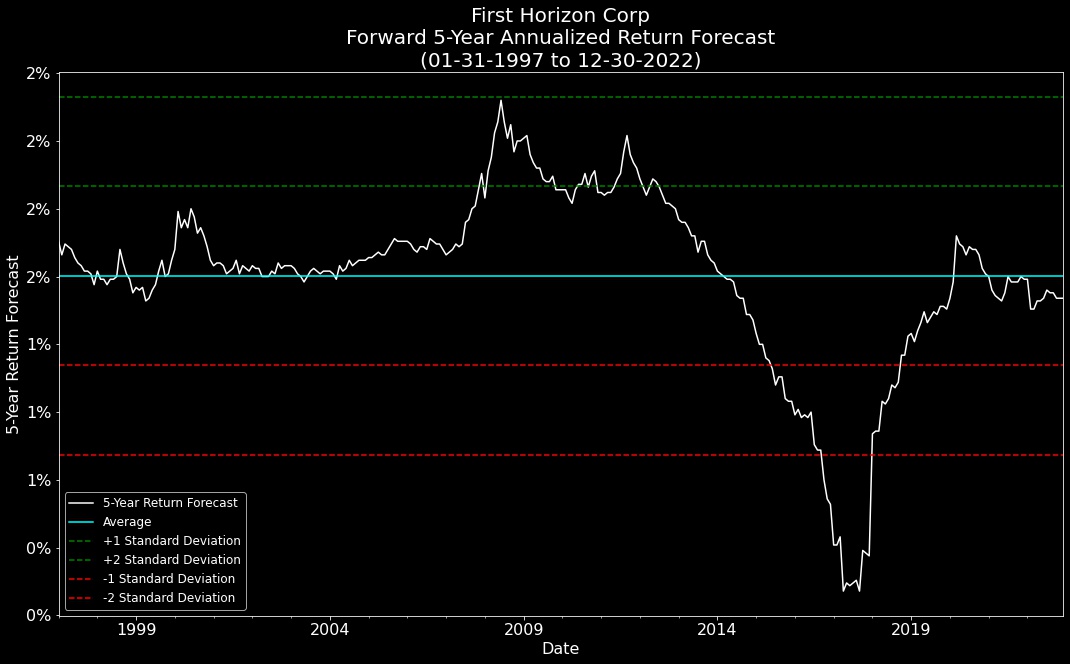 First Horizon Corp
Forward 5-Year Annualized Return Forecast
(01-31-1997 to 12-30-2022)
2%
2%
2%
2%
1%
1%
1%
0%
0%
5-Year Return Forecast
5-Year Return Forecast
Average
+1 Standard Deviation
+2 Standard Deviation
-1 Standard Deviation
-2 Standard Deviation
1999
2004
2009
2014
2019
Date